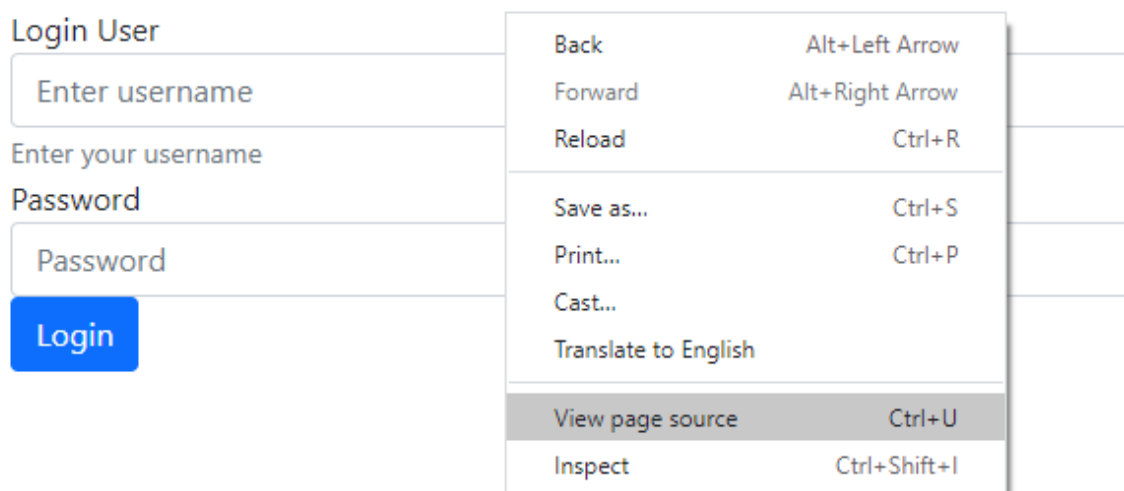 Login User
Enter username
Enter your username
Password
Password
Login
Back Alt+Left Arrow
Forward Alt+Right Arrow
Reload Ctrl+R
Save as... Ctrl+S
Print... Ctrl+P
Cast...
Translate to English
View page source Ctrl+U
Inspect Ctrl+Shift+I